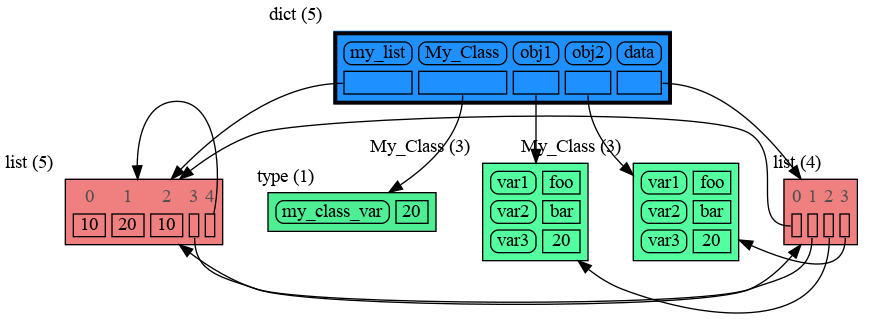 dict (5)
my_list My_Class obj1 obj2 data
My_Class (3) My_Class (3)
list (5) type (1) list (4)
0 1 2 3 4
10 20 10
my_class_var 20
var1 foo
var2 bar
var3 20
var1 foo
var2 bar
var3 20
0 1 2 3